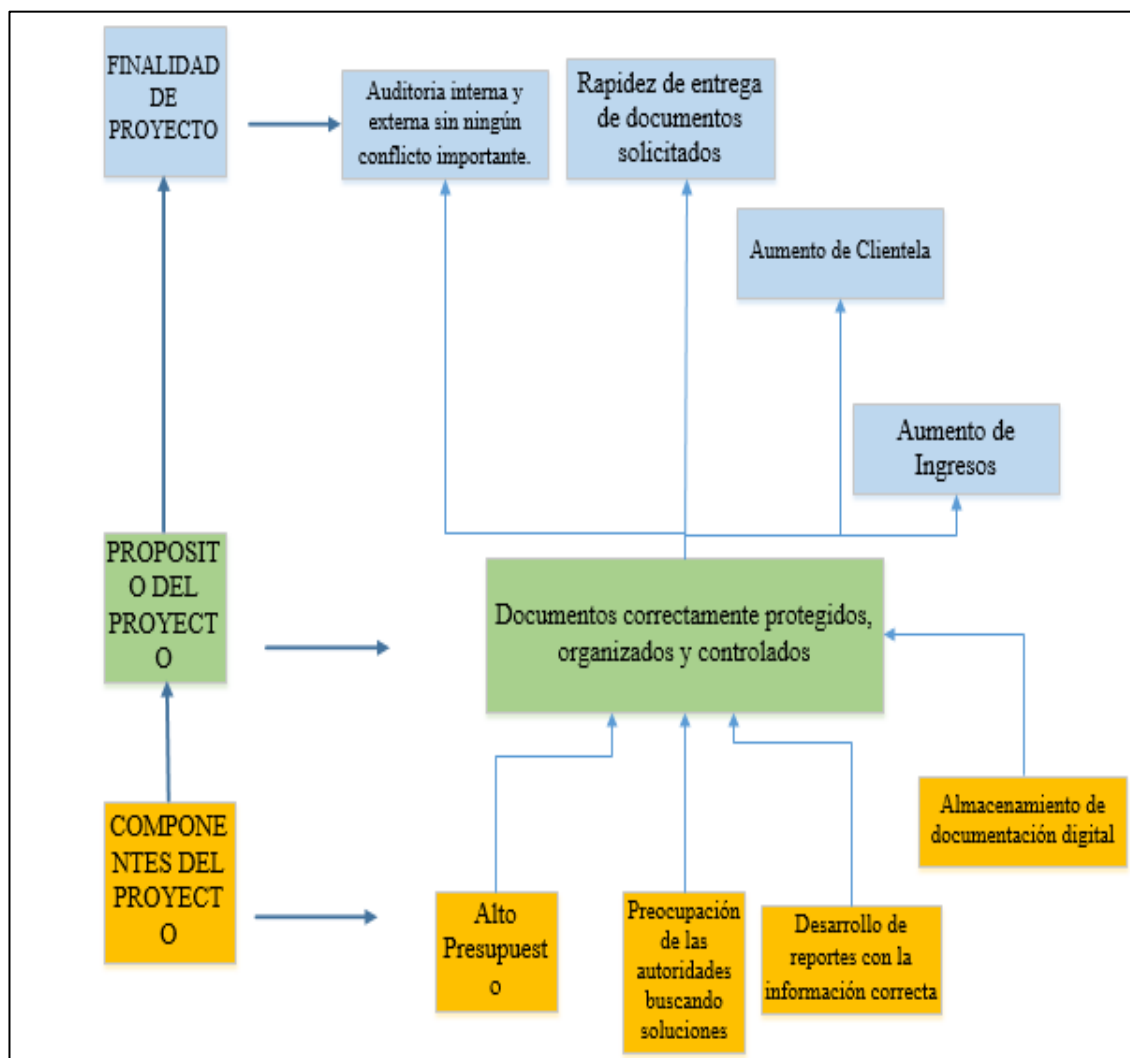 FINALIDAD
DE
PROYECTO
Auditoria interna y
externa sin ningún
conflicto importante.
Rapidez de entrega
de documentos
solicitados
Aumento de Clientela
Aumento de
Ingresos
PROPOSIT
O DEL
PROYECT
O
Documentos correctamente protegidos,
organizados y controlados
COMPONE
NTES DEL
PROYECT
O
Almacenamiento de
documentación digital
Alto
Presupuest
o
Preocupación
de las
autoridades
buscando
soluciones
Desarrollo de
reportes con la
información correcta